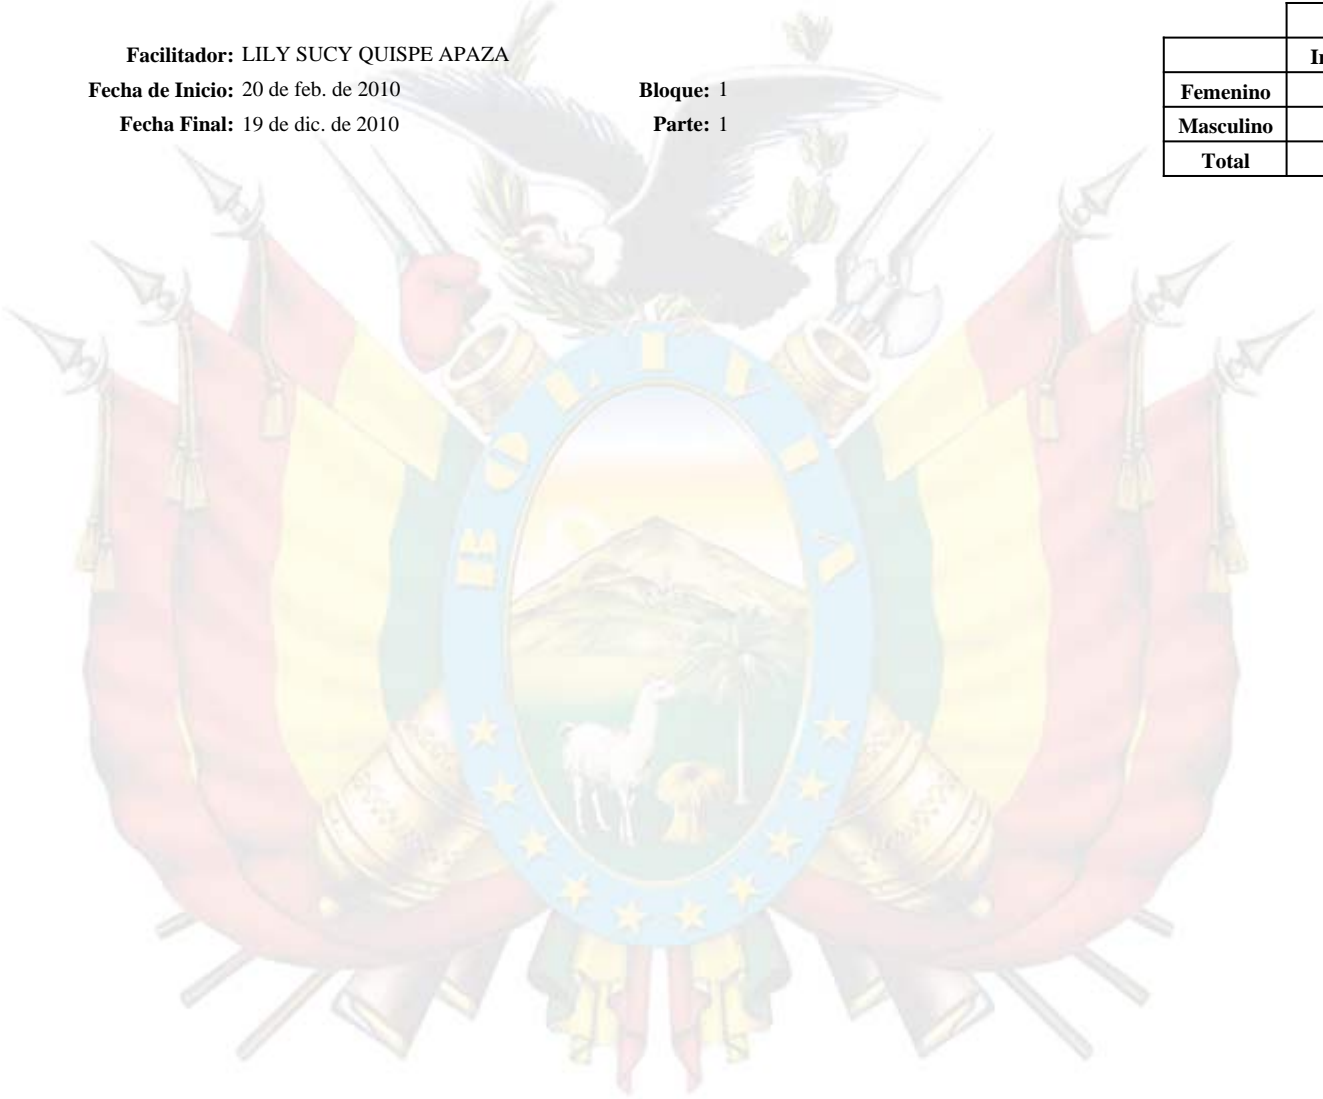 Facilitador: LILY SUCY QUISPE APAZA
Fecha de Inicio: 20 de feb. de 2010 Bloque: 1
Fecha Final: 19 de dic. de 2010 Parte: 1
Femenino
Masculino
Total
BOLIVIA